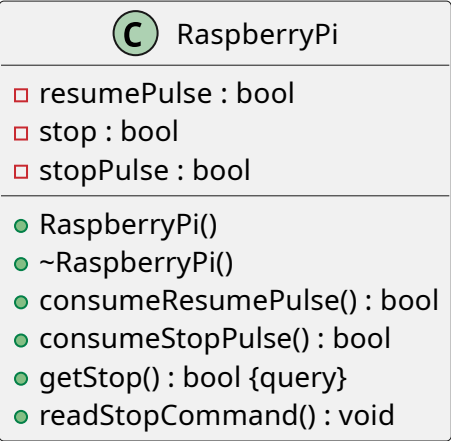 C RaspberryPi
resumePulse : bool
stop : bool
stopPulse : bool
RaspberryPi()
~RaspberryPi()
consumeResumePulse() : bool
consumeStopPulse() : bool
getStop() : bool {query}
readStopCommand() : void